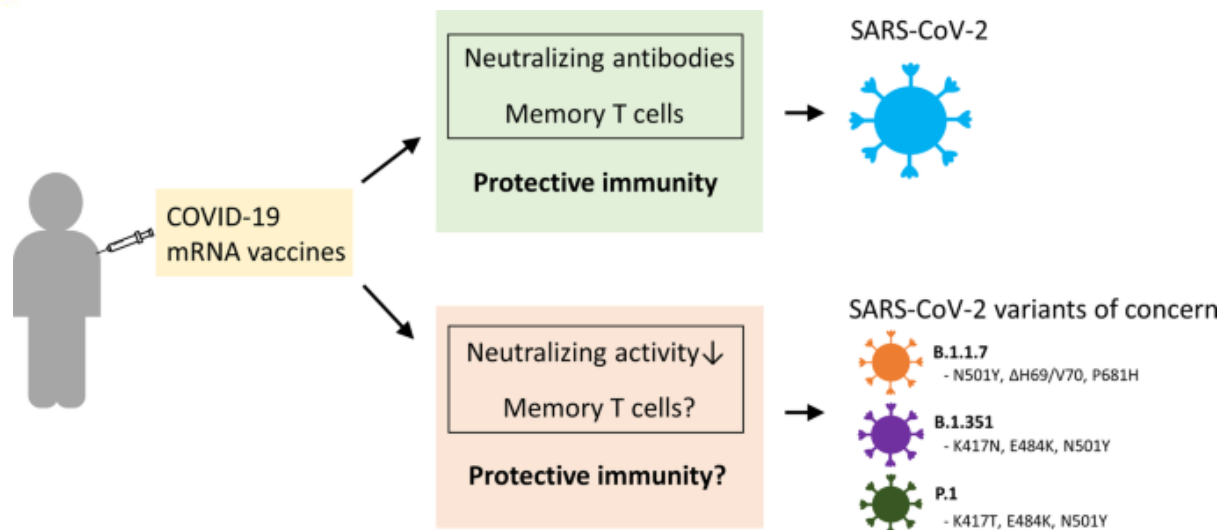 SARS-CoV-2
Neutralizing antibodies
Memory T cells
Protective immunity
COVID-19
mRNA vaccines
SARS-CoV-2 variants of concern
Neutralizing activity↓
Memory T cells?
Protective immunity?
B.1.1.7
- N501Y, ΔH69/V70, P681H
B.1.351
- K417N, E484K, N501Y
P.1
- K417T, E484K, N501Y